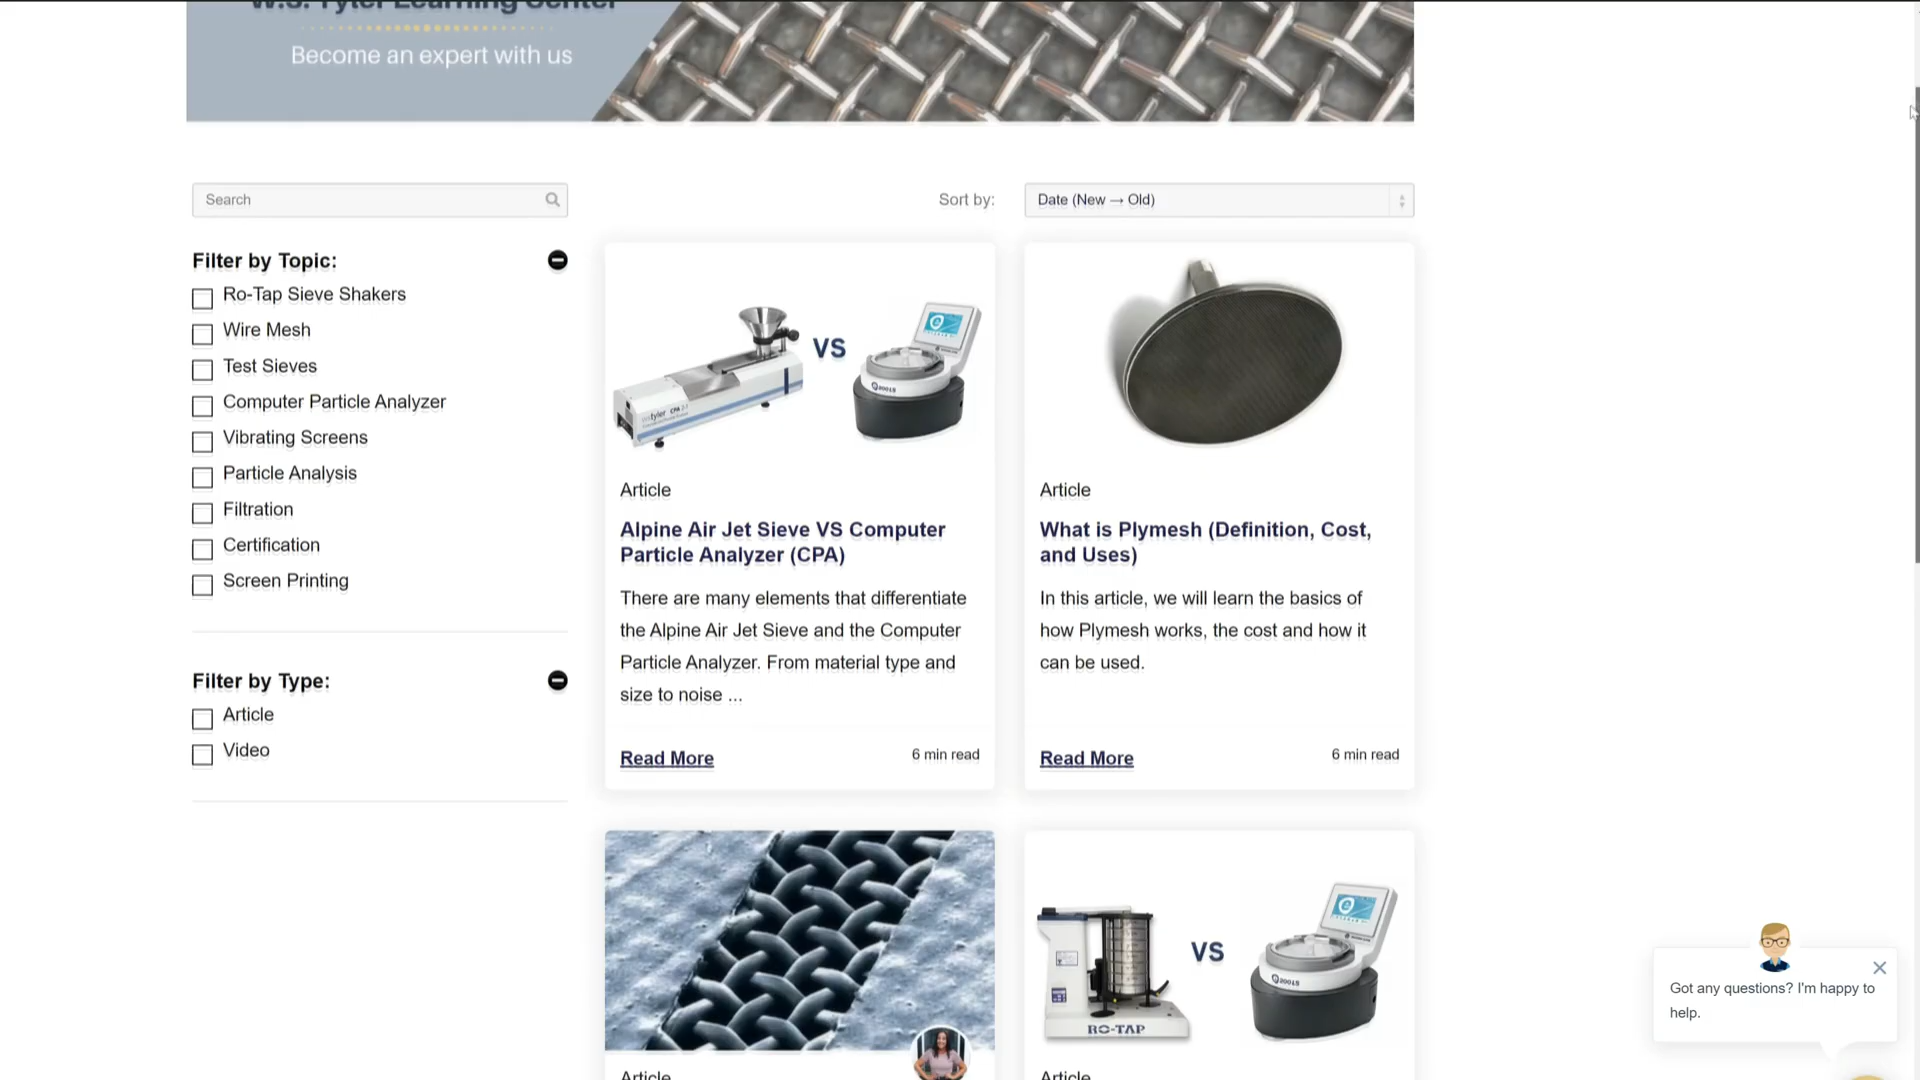 W.S. Tyler Learning Center
Become an expert with us
Search
Sort by:
Date (New → Old)
Filter by Topic:
Ro-Tap Sieve Shakers
Wire Mesh
Test Sieves
Computer Particle Analyzer
Vibrating Screens
Particle Analysis
Filtration
Certification
Screen Printing
Filter by Type:
Article
Video
VS
Article
Alpine Air Jet Sieve VS Computer
Particle Analyzer (CPA)
There are many elements that differentiate
the Alpine Air Jet Sieve and the Computer
Particle Analyzer. From material type and
size to noise ...
Read More
6 min read
Article
What is Plymesh (Definition, Cost,
and Uses)
In this article, we will learn the basics of
how Plymesh works, the cost and how it
can be used.
Read More
6 min read
Article
VS
RO-TAP
Article
Got any questions? I'm happy to
help.